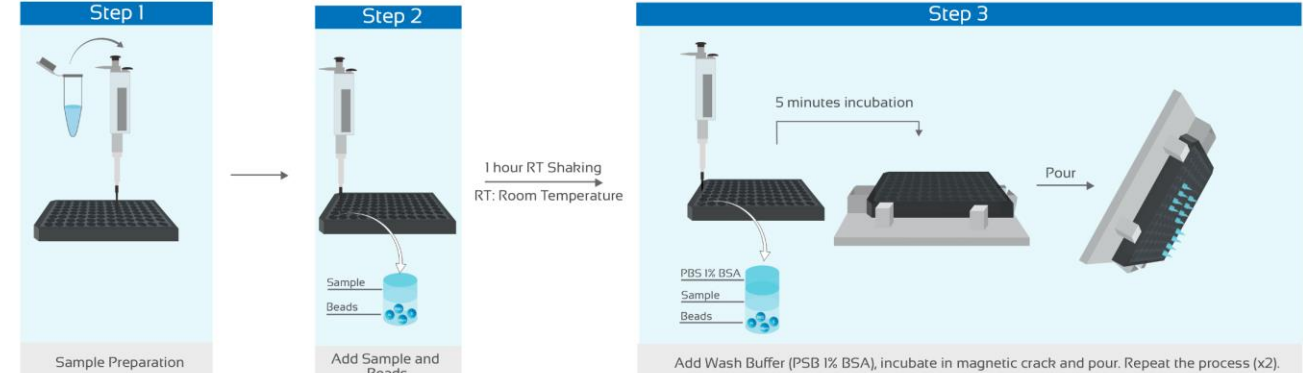 Step 1
Sample Preparation
Step 2
Sample
Beads
Add Sample and
Beads
1 hour RT Shaking
RT: Room Temperature
Step 3
5 minutes incubation
Pour
PBS 1% BSA
Sample
Beads
Add Wash Buffer (PSB 1% BSA), incubate in magnetic crack and pour. Repeat the process (x2).